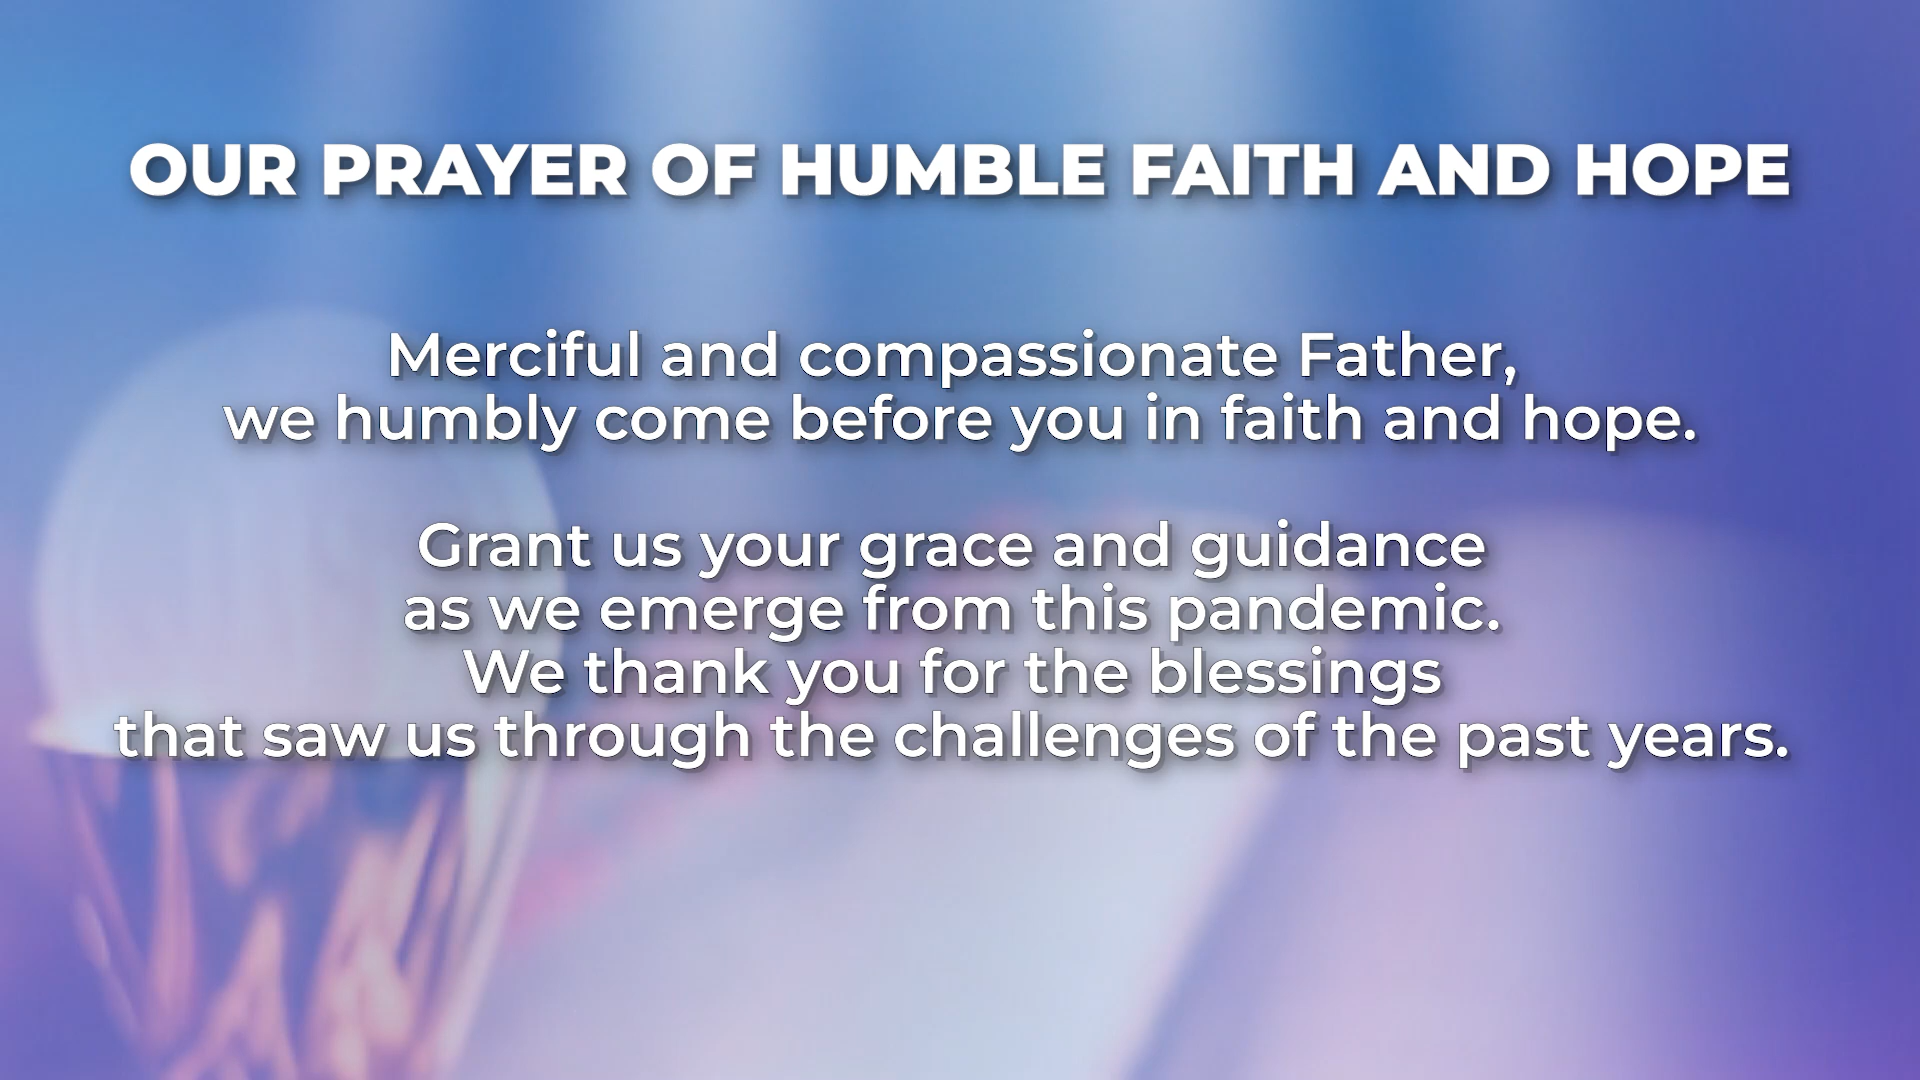 OUR PRAYER OF HUMBLE FAITH AND HOPE
Merciful and compassionate Father,
we humbly come before you in faith and hope.
Grant us your grace and guidance
as we emerge from this pandemic.
We thank you for the blessings
that saw us through the challenges of the past years.